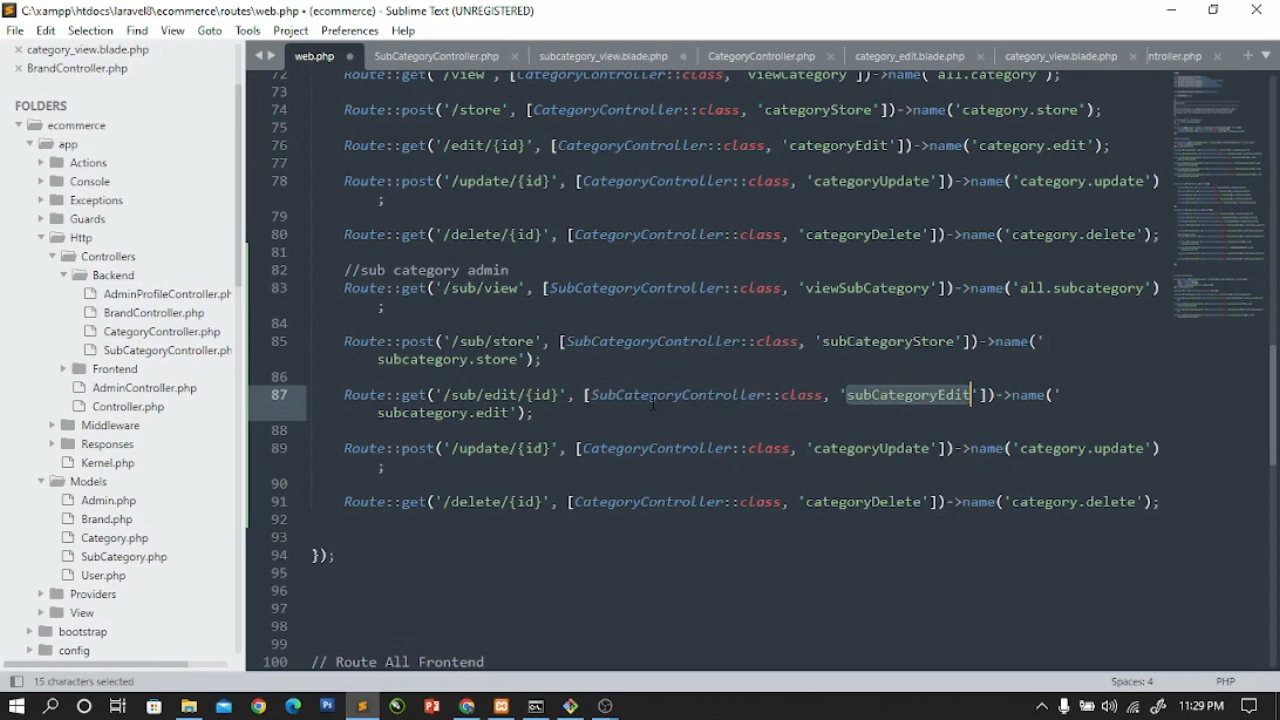 C:\xampp\htdocs\laravel8\ecommerce\routes\web.php • (ecommerce) - Sublime Text (UNREGISTERED)
File Edit Selection Find View Goto Tools Project Preferences Help
category_view.blade.php
BrandController.php
FOLDERS
ecommerce
app
Actions
Console
Exceptions
Guards
Http
Controllers
Backend
AdminProfileController.ph
BrandController.php
CategoryController.php
SubCategoryController.ph
Frontend
AdminController.php
Controller.php
Middleware
Responses
Kernel.php
Models
Admin.php
Brand.php
Category.php
SubCategory.php
User.php
Providers
View
bootstrap
config
web.php SubCategoryController.php subcategory_view.blade.php CategoryController.php category_edit.blade.php category_view.blade.php ntroller.php
72 Route::get('/view', [CategoryController::class, 'viewCategory'])->name('all.category');
73
74 Route::post('/store', [CategoryController::class, 'categoryStore'])->name('category.store');
75
76 Route::get('/edit/{id}', [CategoryController::class, 'categoryEdit'])->name('category.edit');
77
78 Route::post('/update/{id}', [CategoryController::class, 'categoryUpdate'])->name('category.update')
;
79
80 Route::get('/delete/{id}', [CategoryController::class, 'categoryDelete'])->name('category.delete');
81
82 //sub category admin
83 Route::get('/sub/view', [SubCategoryController::class, 'viewSubCategory'])->name('all.subcategory')
;
84
85 Route::post('/sub/store', [SubCategoryController::class, 'subCategoryStore'])->name('
subcategory.store');
86
87 Route::get('/sub/edit/{id}', [SubCategoryController::class, 'subCategoryEdit'])->name('
subcategory.edit');
88
89 Route::post('/update/{id}', [CategoryController::class, 'categoryUpdate'])->name('category.update')
;
90
91 Route::get('/delete/{id}', [CategoryController::class, 'categoryDelete'])->name('category.delete');
92
93
94 });
95
96
97
98
99
100 // Route All Frontend
15 characters selected Spaces: 4 PHP
11:29 PM